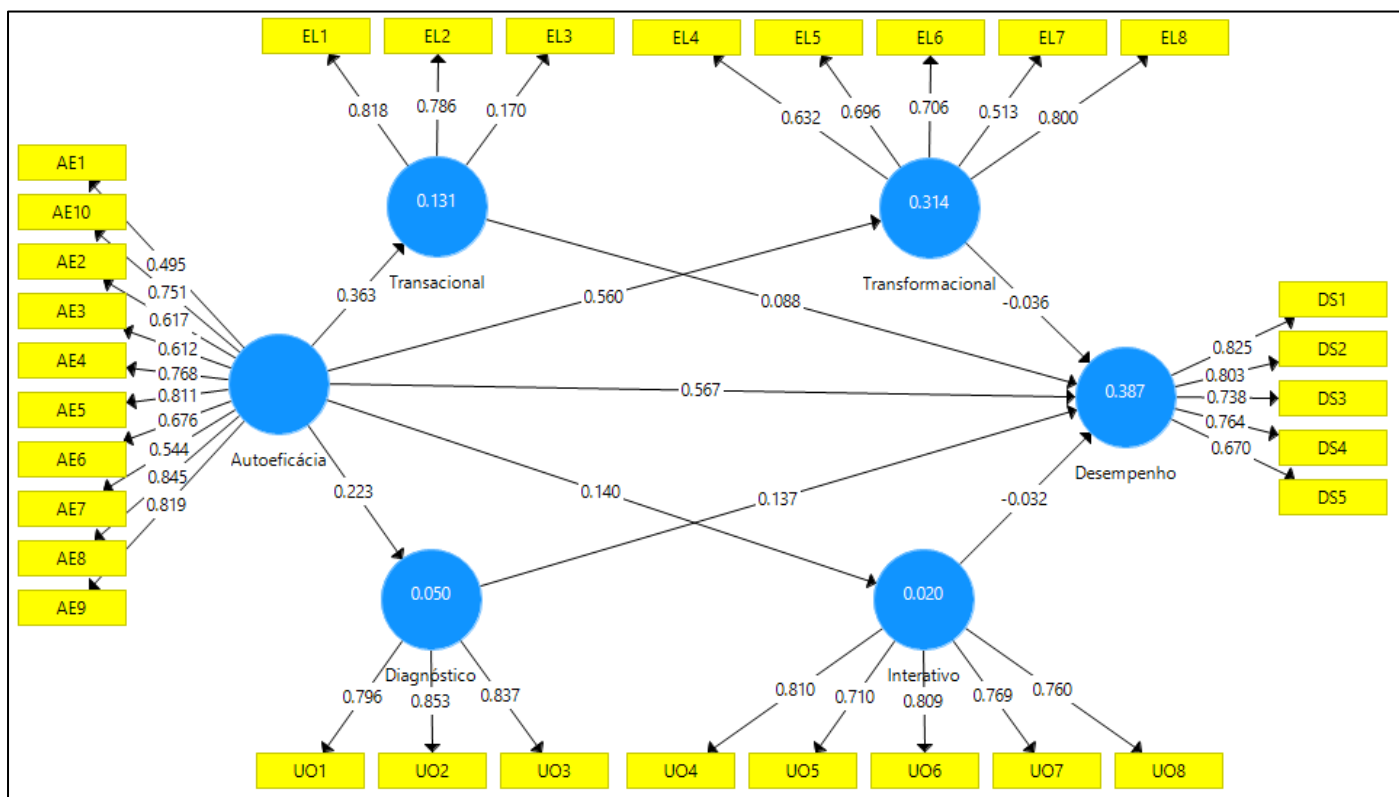 EL1 EL2 EL3 EL4 EL5 EL6 EL7 EL8
0.818 0.786 0.170 0.632 0.696 0.706 0.513 0.800
AE1
AE10
AE2
AE3
AE4
AE5
AE6
AE7
AE8
AE9
0.495
0.751
0.617
0.612
0.768
0.811
0.676
0.544
0.845
0.819
0.131
Transacional
0.314
Transformacional
0.363
0.560
0.088
-0.036
Autoeficácia
0.567
0.387
Desempenho
DS1
DS2
DS3
DS4
DS5
0.825
0.803
0.738
0.764
0.670
0.223
0.140
0.137
-0.032
0.050
Diagnóstico
0.020
Interativo
0.796 0.853 0.837 0.810 0.710 0.809 0.769 0.760
UO1 UO2 UO3 UO4 UO5 UO6 UO7 UO8